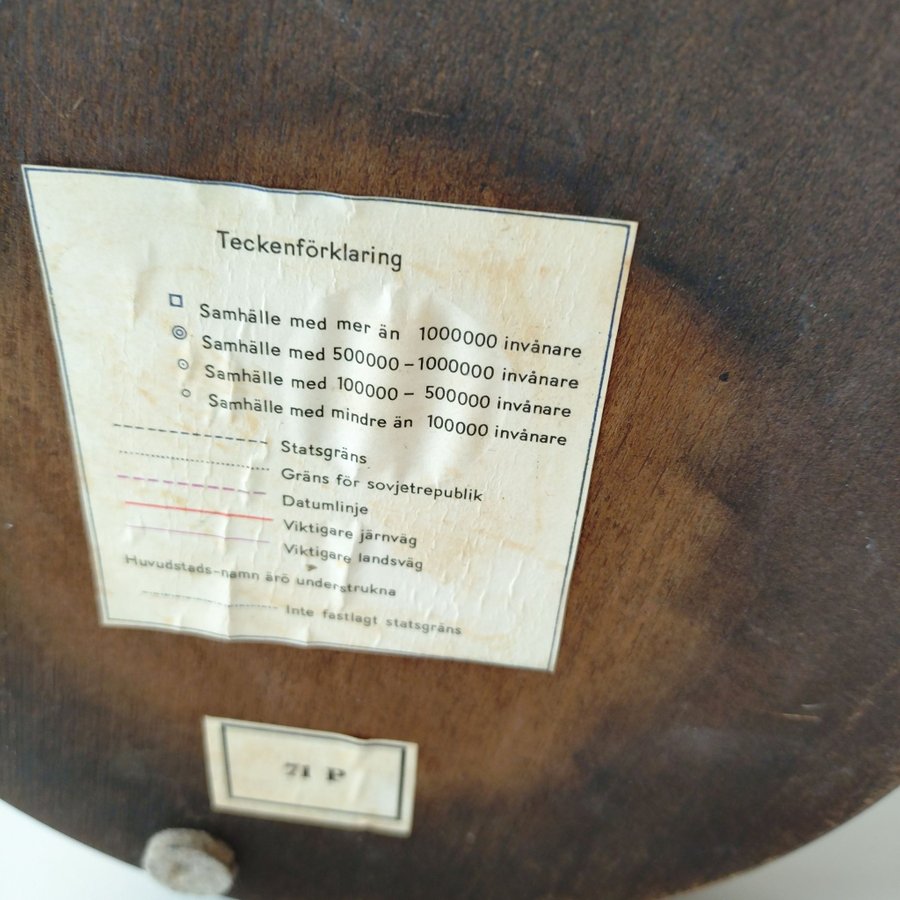 Teckenförklaring
Samhälle med mer än 1000000 invånare
Samhälle med 500000 - 1000000 invånare
Samhälle med 100000 - 500000 invånare
Samhälle med mindre än 100000 invånare
Statsgräns
Gräns för sovjetrepublik
Datumlinje
Viktigare järnväg
Viktigare landsväg
Huvudstads-namn äro understrukna
Inte fastlagt statsgräns
71 P